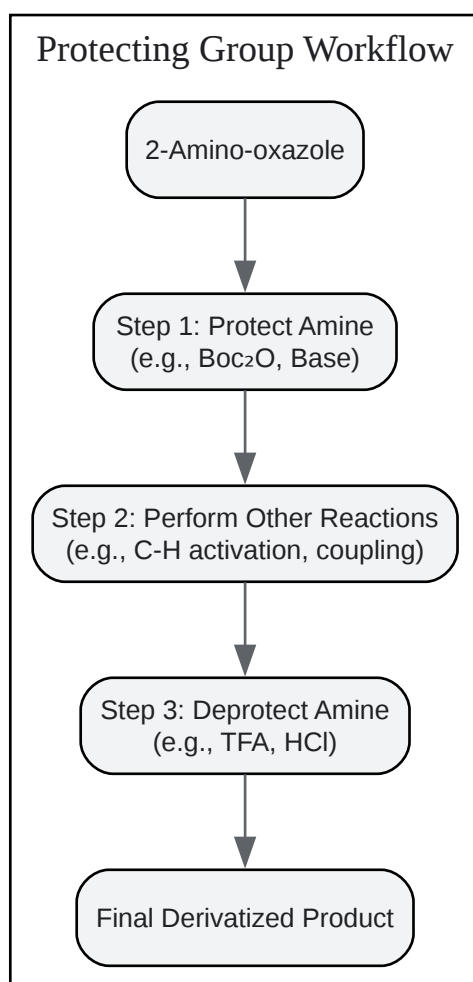 Protecting Group Workflow
2-Amino-oxazole
Step 1: Protect Amine
(e.g., Boc₂O, Base)
Step 2: Perform Other Reactions
(e.g., C-H activation, coupling)
Step 3: Deprotect Amine
(e.g., TFA, HCl)
Final Derivatized Product